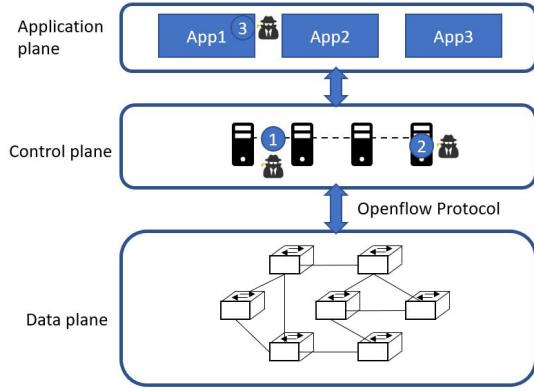 Application
plane
App1
3
App2
App3
Control plane
1
2
Openflow Protocol
Data plane